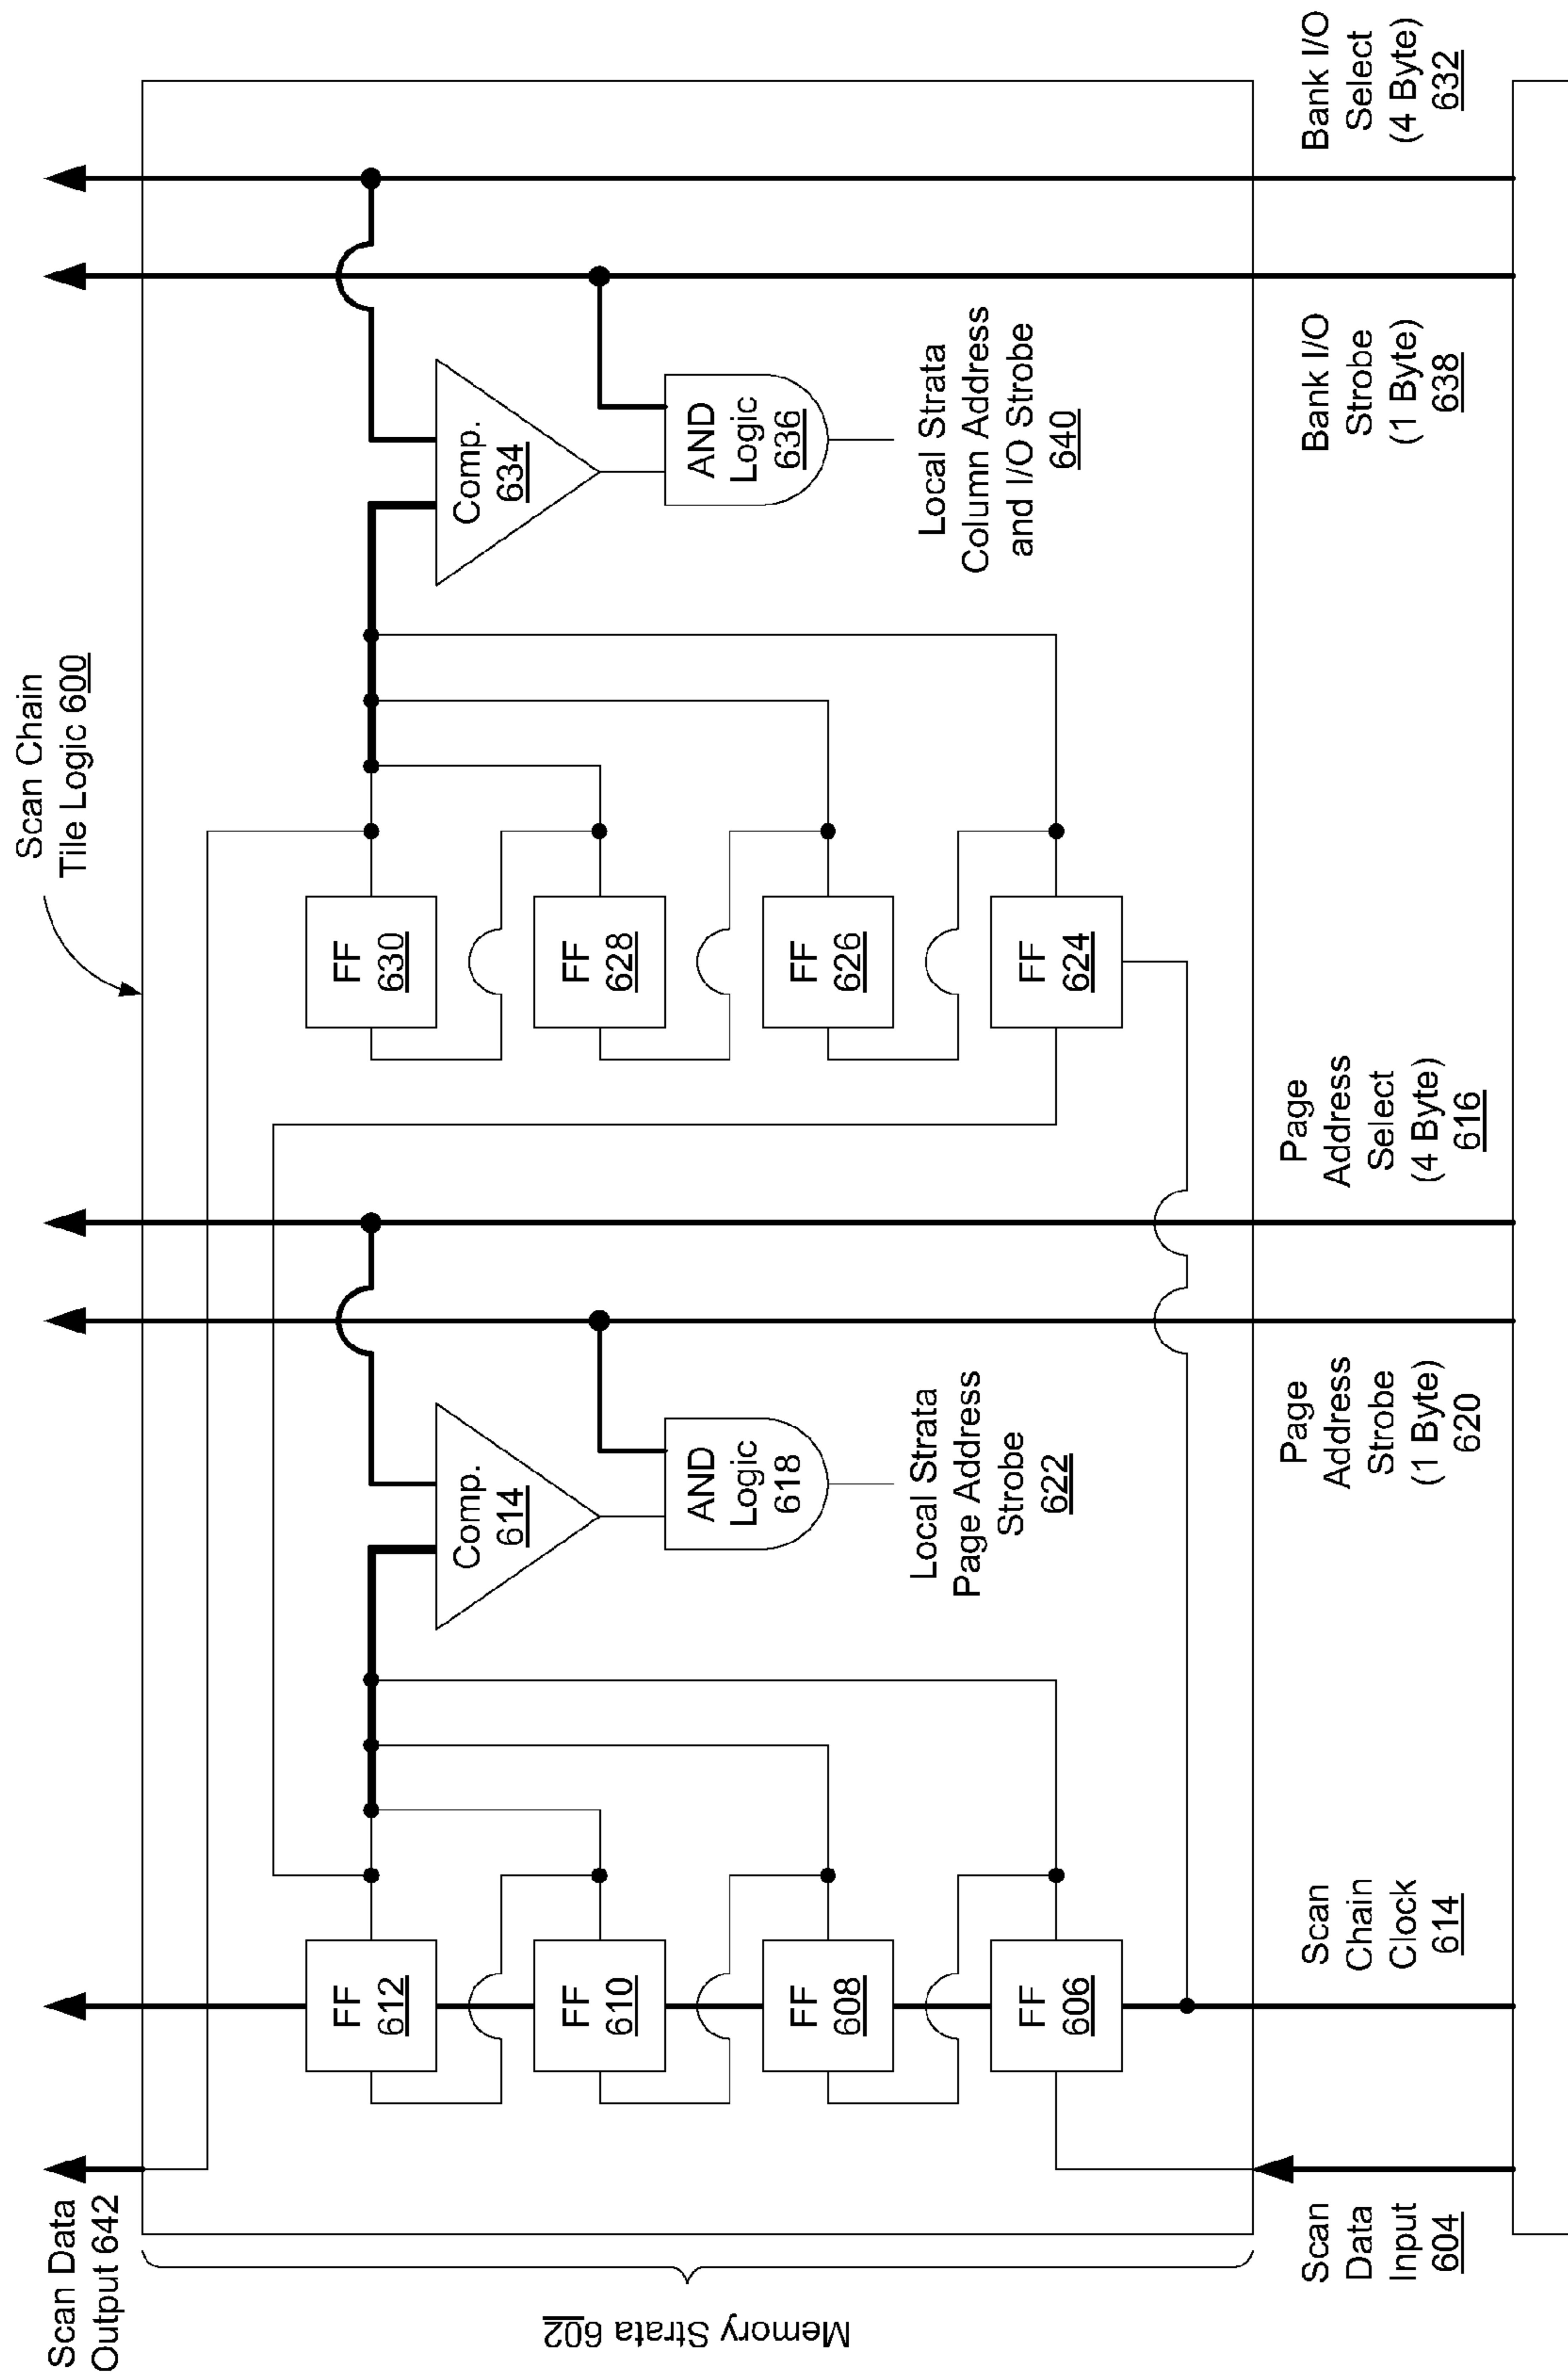 Scan Chain
Tile Logic 600
Scan Data
Output 642
Memory Strata 602
FF
612
FF
610
FF
608
FF
606
Comp.
614
AND
Logic
618
Local Strata
Page Address
Strobe
622
FF
630
FF
628
FF
626
FF
624
Comp.
634
AND
Logic
636
Local Strata
Column Address
and I/O Strobe
640
Scan
Data
Input
604
Scan
Chain
Clock
614
Page
Address
Strobe
(1 Byte)
620
Page
Address
Select
(4 Byte)
616
Bank I/O
Strobe
(1 Byte)
638
Bank I/O
Select
(4 Byte)
632